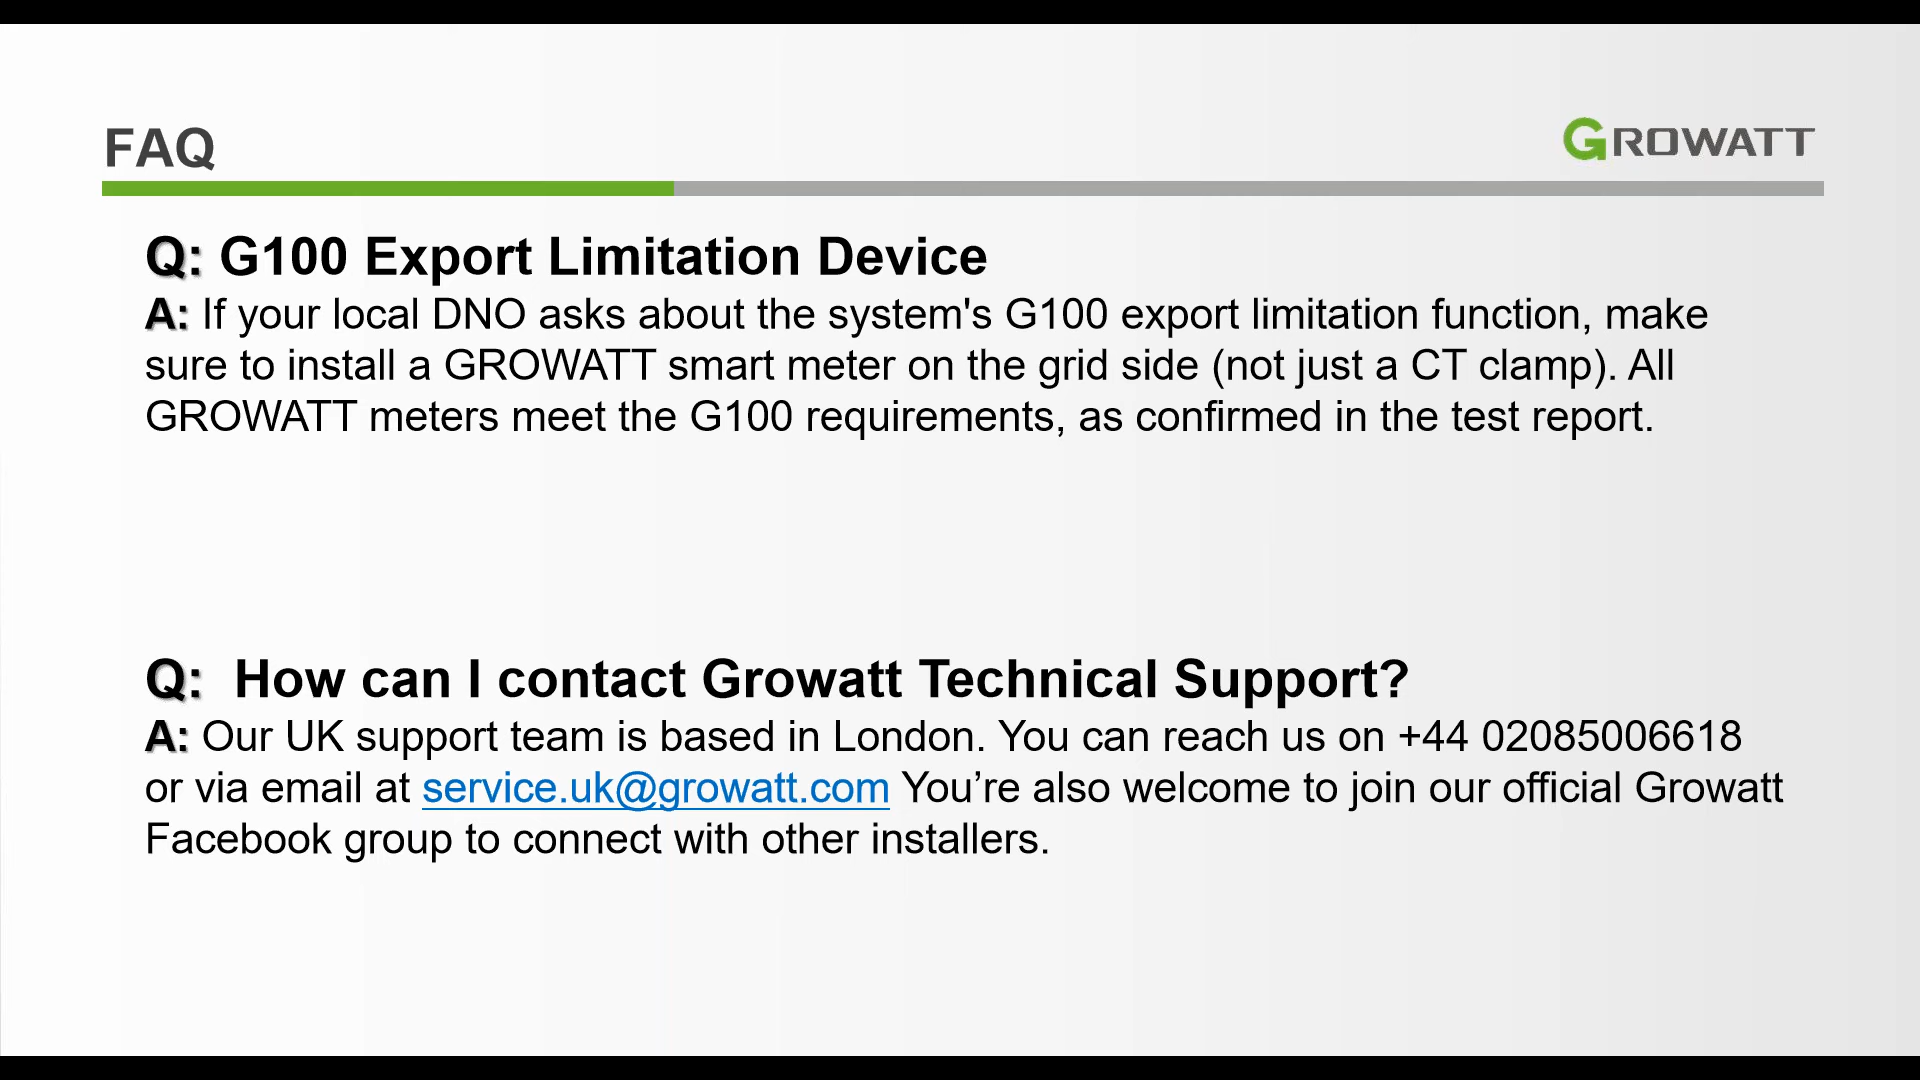 FAQ
GROWATT
Q: G100 Export Limitation Device
A: If your local DNO asks about the system's G100 export limitation function, make
sure to install a GROWATT smart meter on the grid side (not just a CT clamp). All
GROWATT meters meet the G100 requirements, as confirmed in the test report.
Q: How can I contact Growatt Technical Support?
A: Our UK support team is based in London. You can reach us on +44 02085006618
or via email at service.uk@growatt.com You’re also welcome to join our official Growatt
Facebook group to connect with other installers.